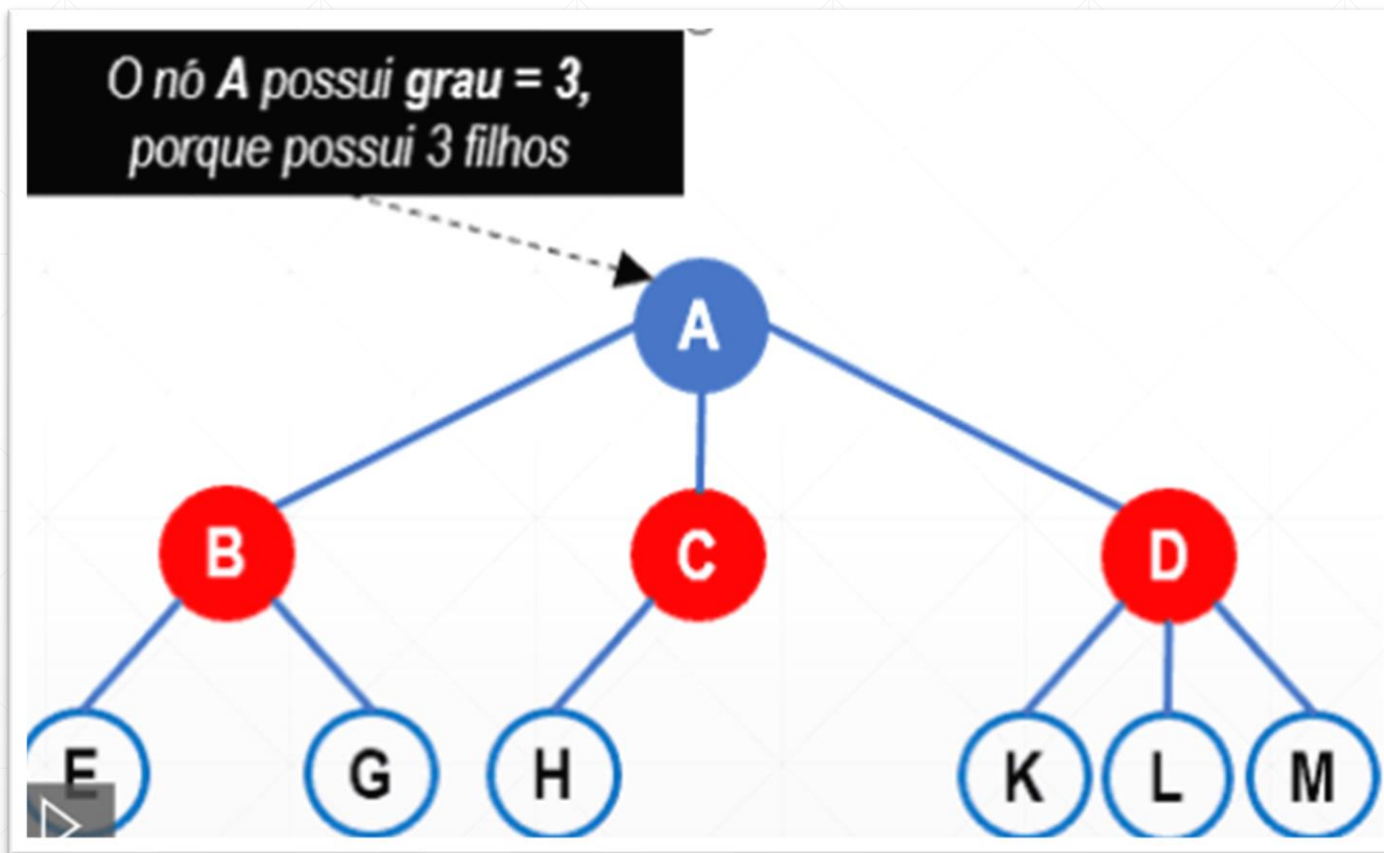 O nó A possui grau = 3,
porque possui 3 filhos
A
B C D
E G H K L M